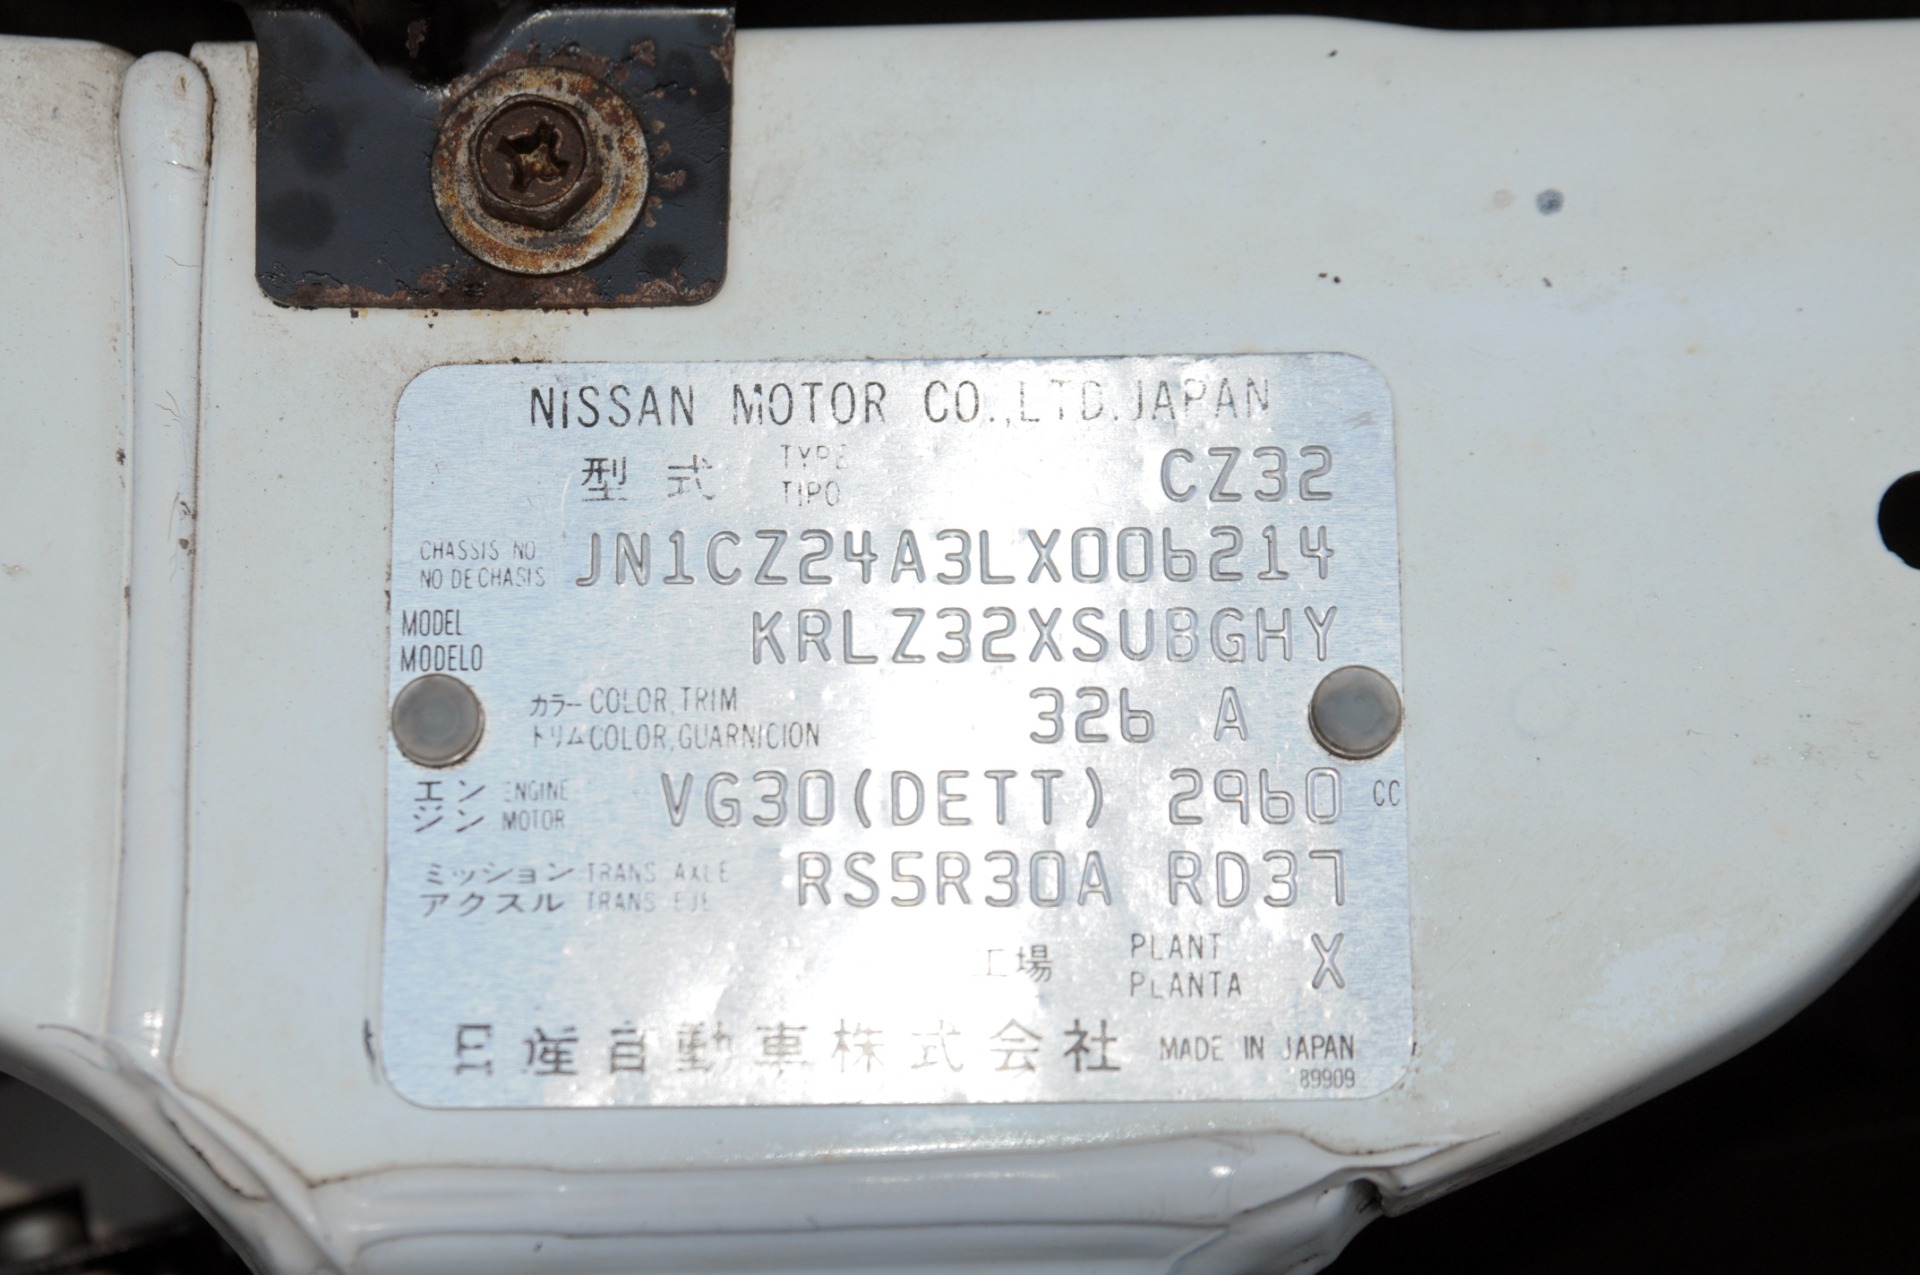 NISSAN MOTOR CO.,LTD.JAPAN
型式 TYPE TIPO CZ32
CHASSIS NO NO DE CHASIS JN1CZ24A3LX006214
MODEL MODELO KRLZ32XSUBGHY
カラー COLOR,TRIM トリム COLOR,GUARNICION 326 A
エンジン ENGINE MOTOR VG30(DETT) 2960 CC
ミッション TRANS AXLE アクスル TRANS EJE RS5R30A RD37
工場 PLANT PLANTA X
日産自動車株式会社 MADE IN JAPAN
89909